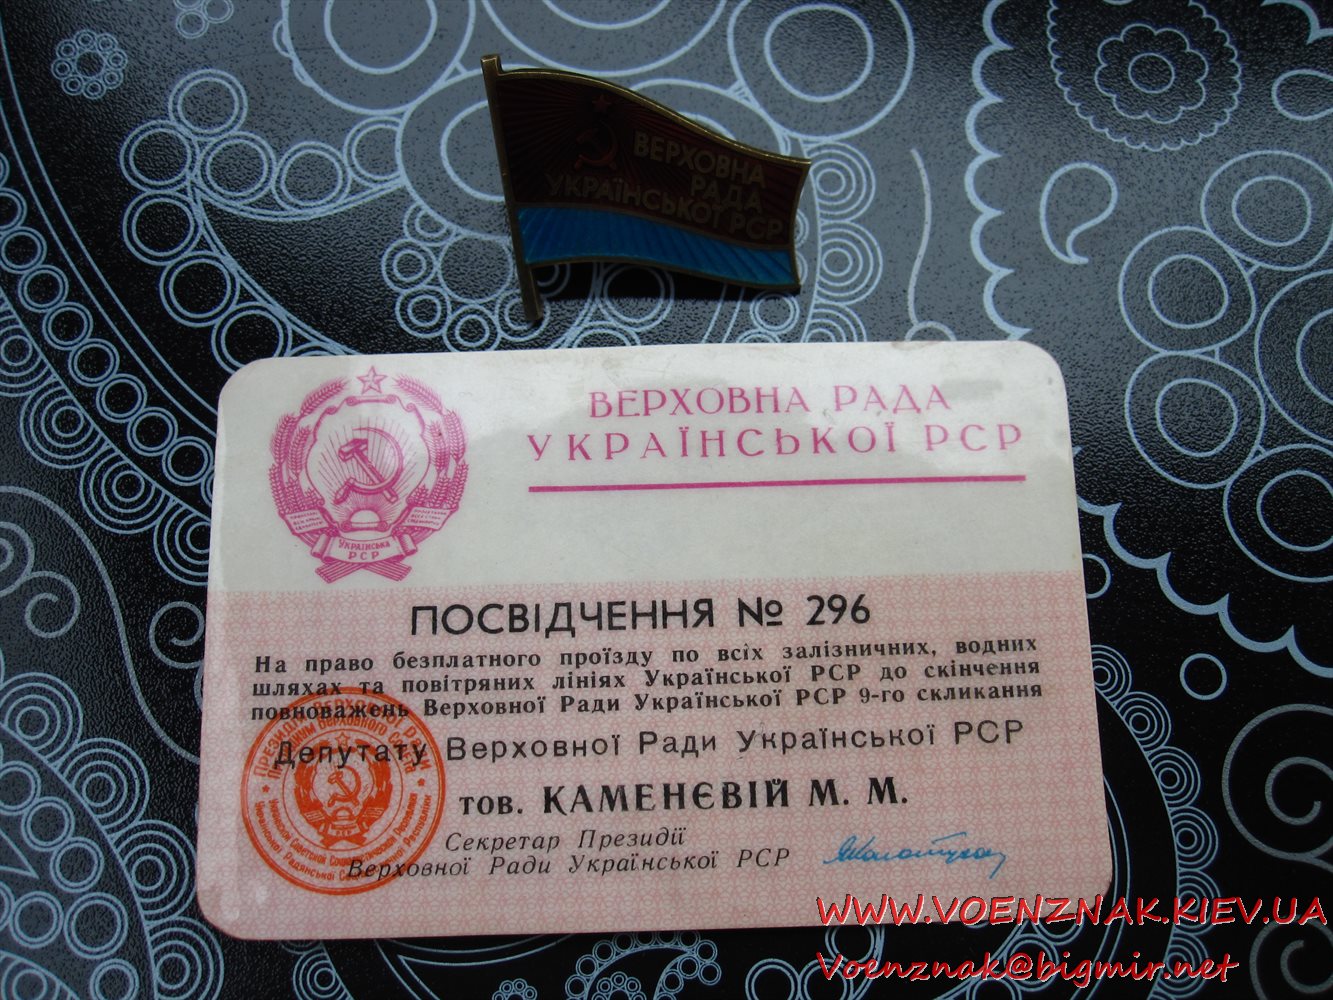 ВЕРХОВНА
РАДА
УКРАЇНСЬКОЇ РСР
ВЕРХОВНА РАДА
УКРАЇНСЬКОЇ РСР
УКРАЇНСЬКА
РСР
ПОСВІДЧЕННЯ № 296
На право безплатного проїзду по всіх залізничних, водних
шляхах та повітряних лініях Української РСР до скінчення
повноважень Верховної Ради Української РСР 9-го скликання
Депутату Верховної Ради Української РСР
тов. КАМЕНЄВІЙ М. М.
Секретар Президії
Верховної Ради Української РСР
WWW.VOENZNAK.KIEV.UA
Voenznak@bigmir.net